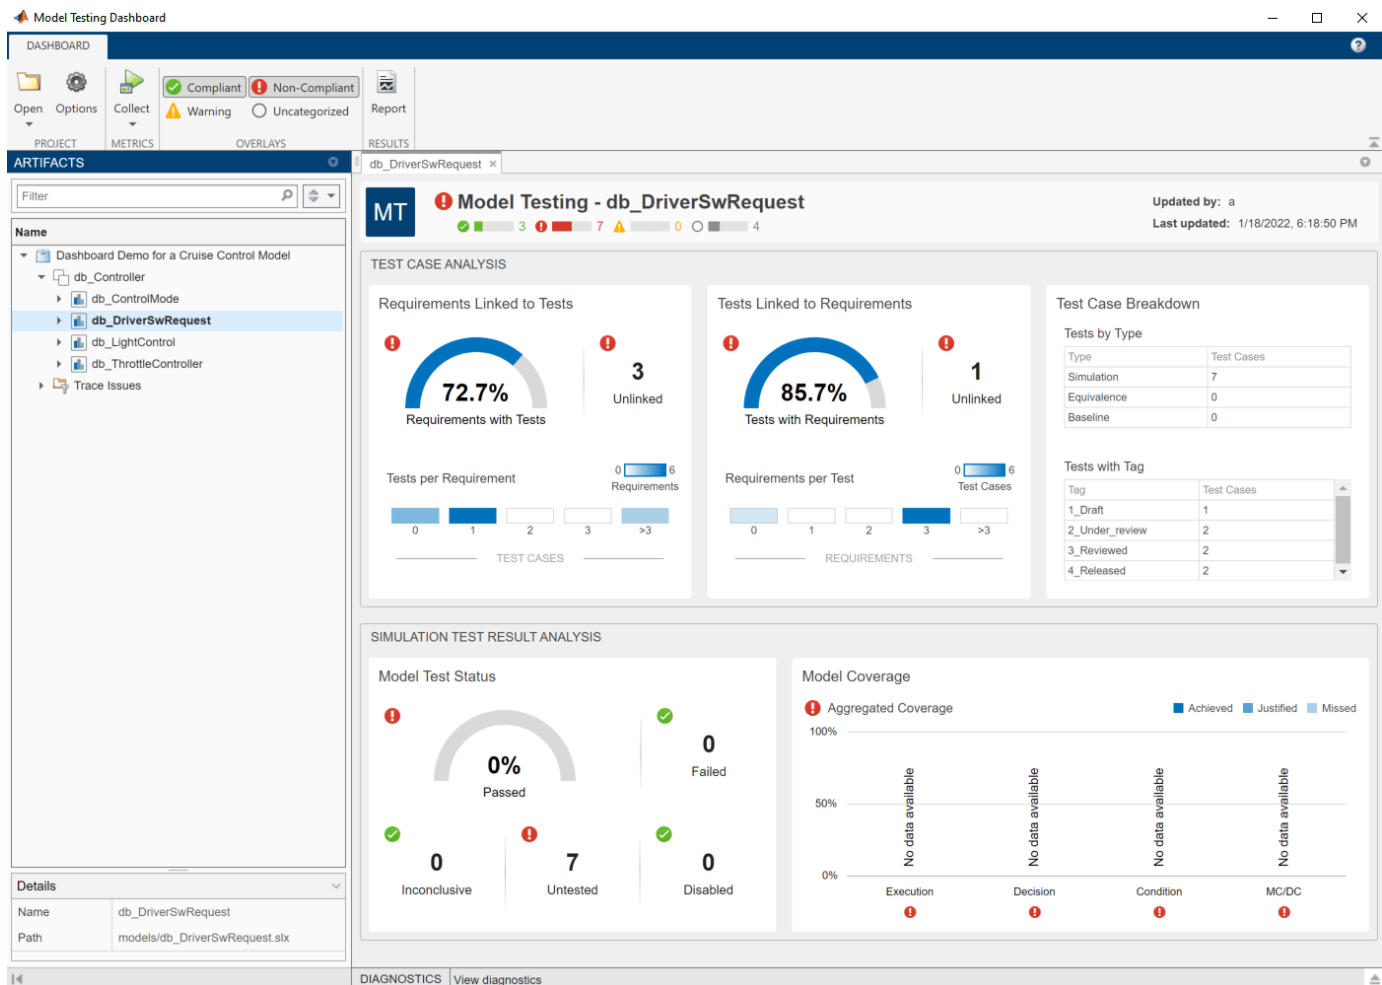 Model Testing Dashboard
DASHBOARD
?
Open
Options
Collect
Compliant
Non-Compliant
Warning
Uncategorized
Report
PROJECT
METRICS
OVERLAYS
RESULTS
ARTIFACTS
Filter
Name
Dashboard Demo for a Cruise Control Model
db_Controller
db_ControlMode
db_DriverSwRequest
db_LightControl
db_ThrottleController
Trace Issues
Details
Name db_DriverSwRequest
Path models/db_DriverSwRequest.slx
db_DriverSwRequest ×
MT
Model Testing - db_DriverSwRequest
3 7 0 4
Updated by: a
Last updated: 1/18/2022, 6:18:50 PM
TEST CASE ANALYSIS
Requirements Linked to Tests
72.7%
Requirements with Tests
3
Unlinked
Tests per Requirement
0 6
Requirements
0 1 2 3 >3
TEST CASES
Tests Linked to Requirements
85.7%
Tests with Requirements
1
Unlinked
Requirements per Test
0 6
Test Cases
0 1 2 3 >3
REQUIREMENTS
Test Case Breakdown
Tests by Type
Type Test Cases
Simulation 7
Equivalence 0
Baseline 0
Tests with Tag
Tag Test Cases
1_Draft 1
2_Under_review 2
3_Reviewed 2
4_Released 2
SIMULATION TEST RESULT ANALYSIS
Model Test Status
0%
Passed
0
Failed
0
Inconclusive
7
Untested
0
Disabled
Model Coverage
Aggregated Coverage
Achieved Justified Missed
100%
50%
0%
No data available
No data available
No data available
No data available
Execution Decision Condition MC/DC
DIAGNOSTICS View diagnostics